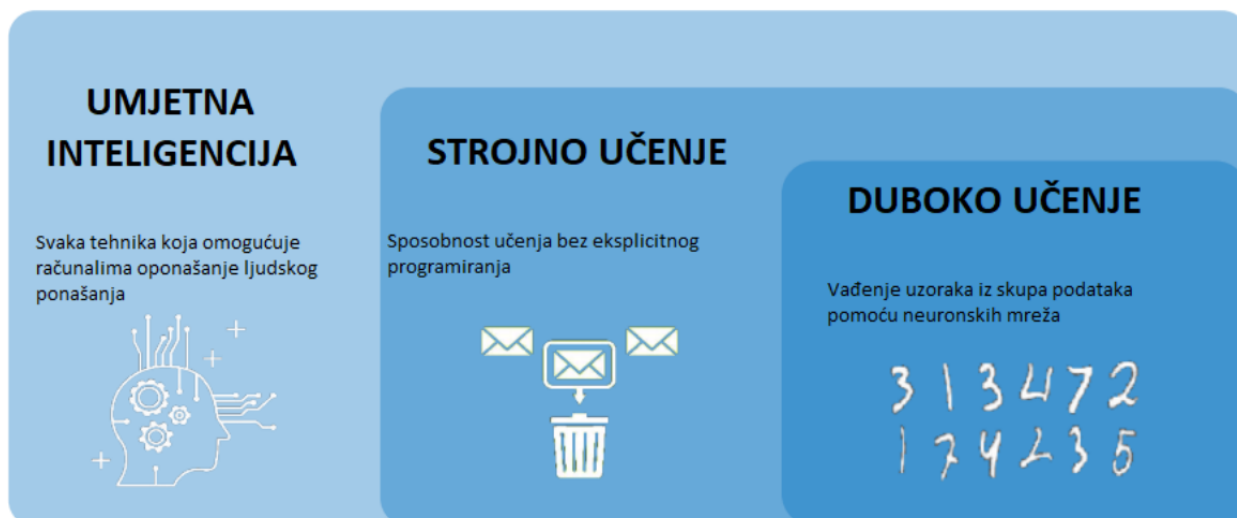 UMJETNA
INTELIGENCIJA
Svaka tehnika koja omogućuje
računalima oponašanje ljudskog
ponašanja
STROJNO UČENJE
Sposobnost učenja bez eksplicitnog
programiranja
DUBOKO UČENJE
Vađenje uzoraka iz skupa podataka
pomoću neuronskih mreža
3 1 3 4 7 2
1 7 4 2 3 5